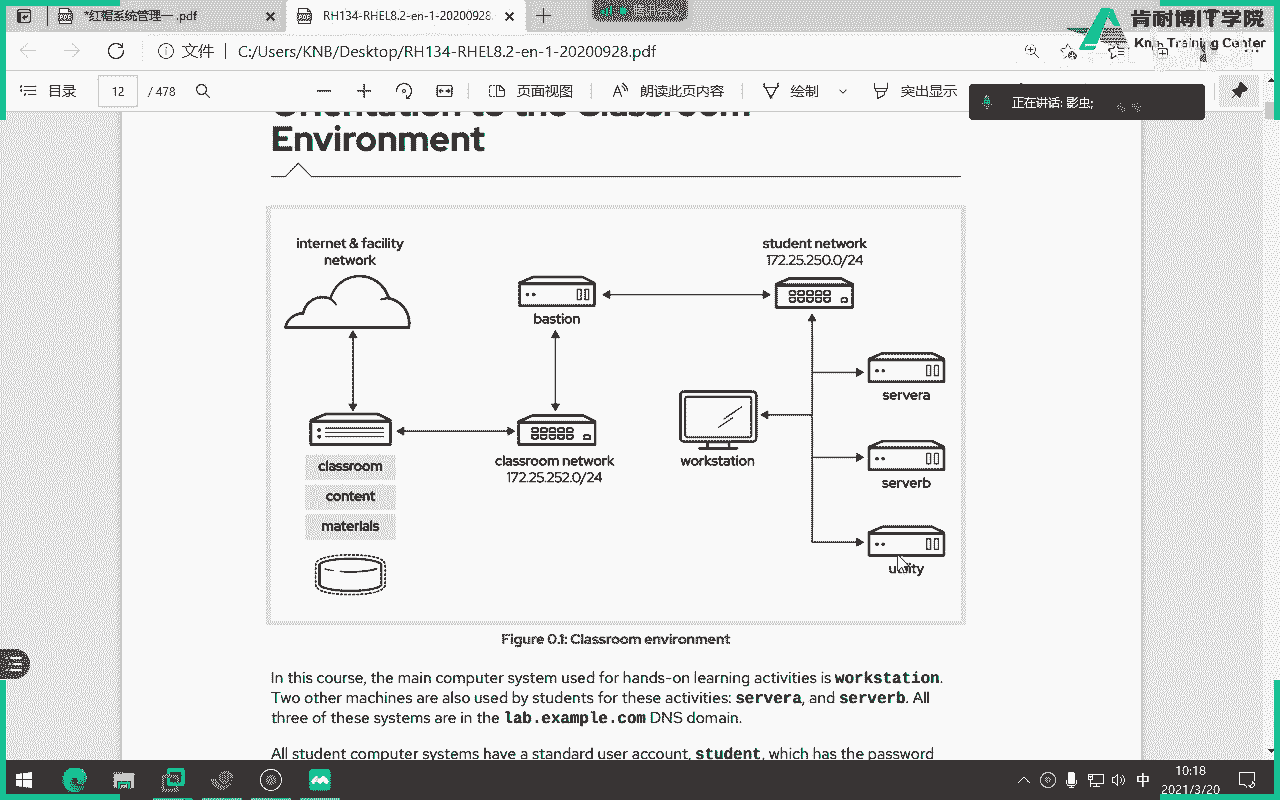 *红帽系统管理一.pdf
RH134-RHEL8.2-en-1-20200928.
肯耐博IT学院
Training Center
文件
C:/Users/KNB/Desktop/RH134-RHEL8.2-en-1-20200928.pdf
目录
12
/ 478
页面视图
朗读此页内容
绘制
突出显示
正在讲话: 影虫;
Orientation to the Classroom
Environment
internet & facility
network
student network
172.25.250.0/24
bastion
servera
classroom
classroom network
172.25.252.0/24
workstation
content
serverb
materials
utility
Figure 0.1: Classroom environment
In this course, the main computer system used for hands-on learning activities is workstation.
Two other machines are also used by students for these activities: servera, and serverb. All
three of these systems are in the lab.example.com DNS domain.
All student computer systems have a standard user account, student, which has the password
中
10:18
2021/3/20